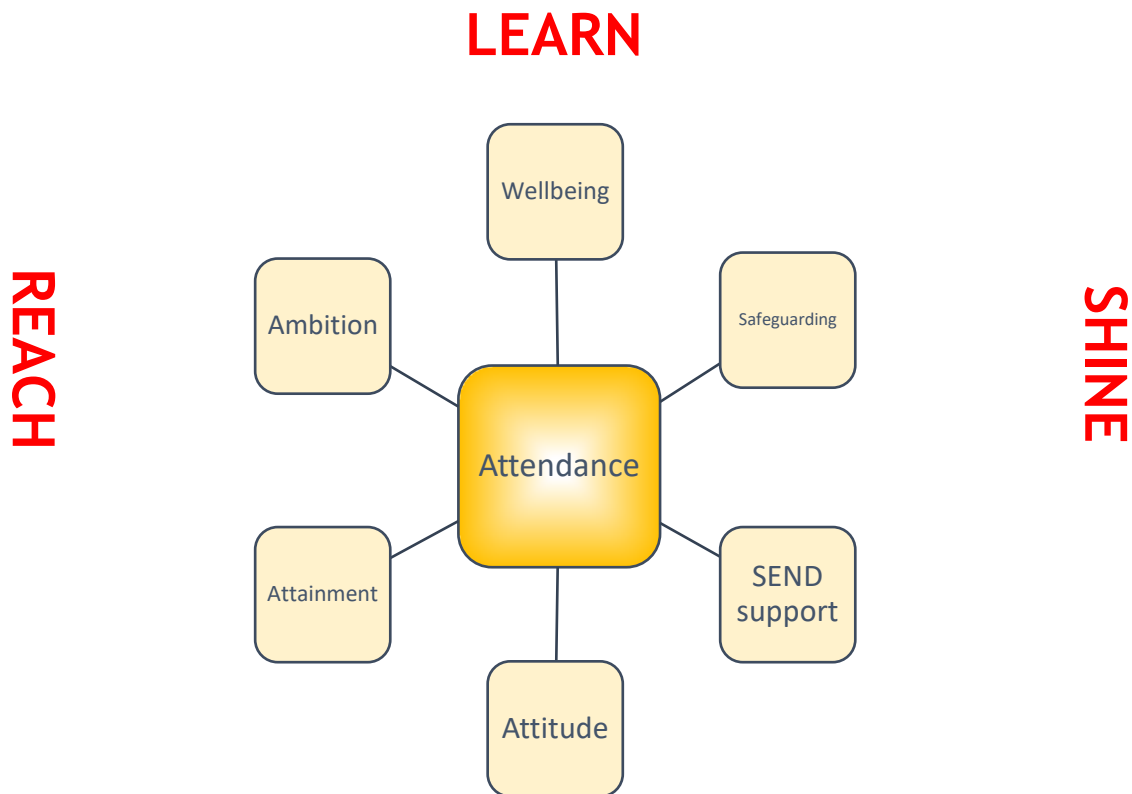 LEARN
Wellbeing
REACH
Ambition
Safeguarding
SHINE
Attendance
Attainment
SEND
support
Attitude